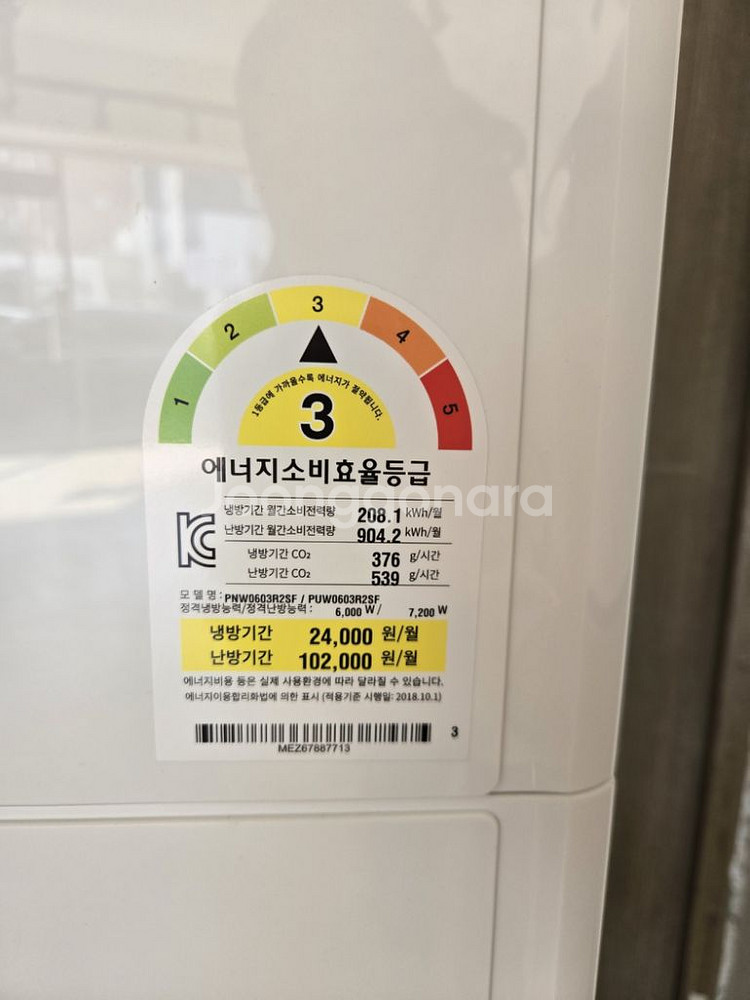 1 2 3 4 5
1등급에 가까울수록 에너지가 절약됩니다.
3
에너지소비효율등급
Joonggonara
냉방기간 월간소비전력량 208.1 kWh/월
난방기간 월간소비전력량 904.2 kWh/월
냉방기간 CO₂ 376 g/시간
난방기간 CO₂ 539 g/시간
모 델 명 : PNW0603R2SF / PUW0603R2SF
정격냉방능력/정격난방능력 : 6,000 W / 7,200 W
냉방기간 24,000 원/월
난방기간 102,000 원/월
에너지비용 등은 실제 사용환경에 따라 달라질 수 있습니다.
에너지이용합리화법에 의한 표시 (적용기준 시행일: 2018.10.1)
3
MEZ67887713